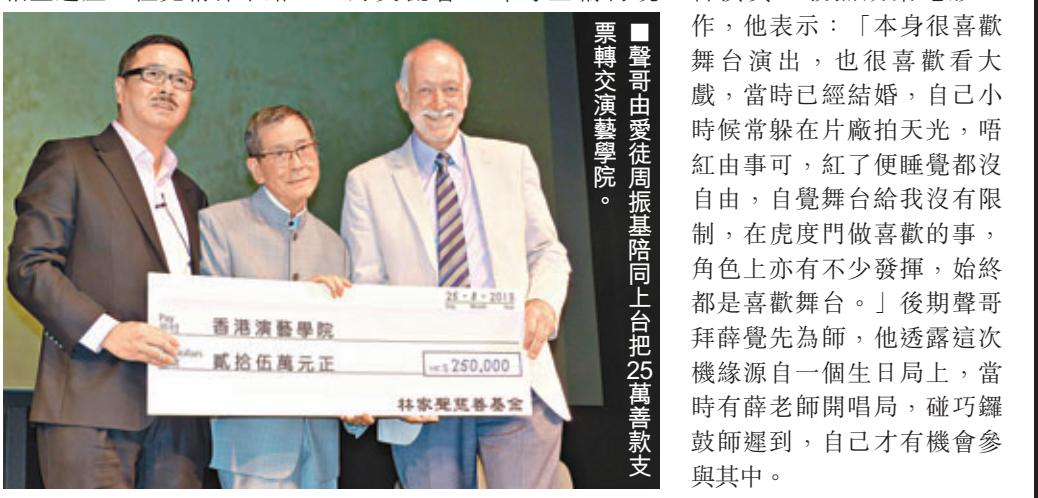 ■聲哥由愛徒周振基陪同上台把25萬善款支
票轉交演藝學院。
25-8-2015
Pay
香港演藝學院
貳拾伍萬元正
HK$ 250,000
林家聲慈善基金
作,他表示:「本身很喜歡
舞台演出,也很喜歡看大
戲,當時已經結婚,自己小
時候常躲在片廠拍天光,唔
紅由事可,紅了便睡覺都沒
自由,自覺舞台給我沒有限
制,在虎度門做喜歡的事,
角色上亦有不少發揮,始終
都是喜歡舞台。」後期聲哥
拜薛覺先為師,他透露這次
機緣源自一個生日局上,當
時有薛老師開唱局,碰巧鑼
鼓師遲到,自己才有機會參
與其中。